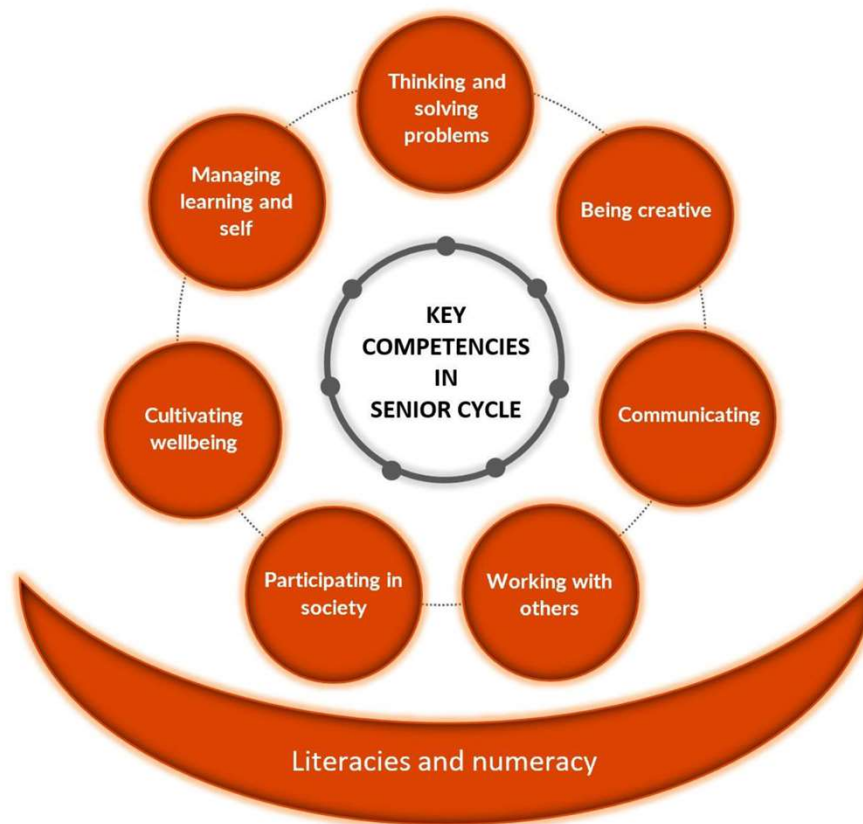 Thinking and
solving
problems
Being creative
Communicating
Working with
others
Participating in
society
Cultivating
wellbeing
Managing
learning and
self
KEY
COMPETENCIES
IN
SENIOR CYCLE
Literacies and numeracy